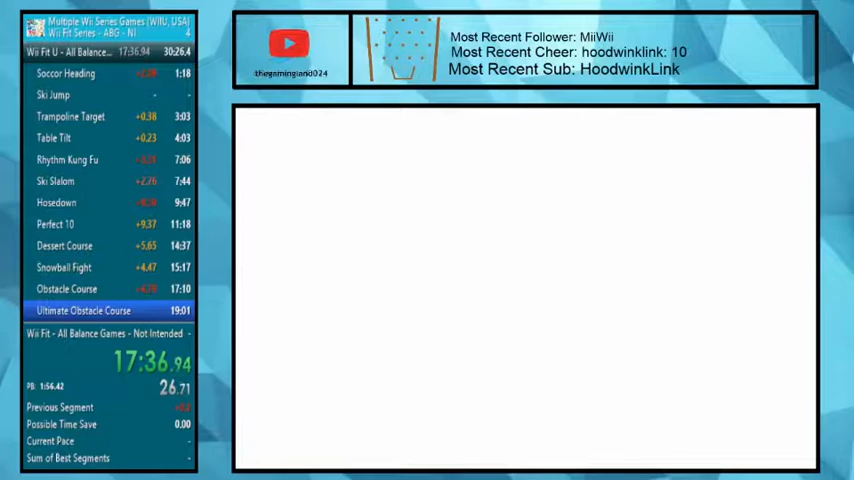 Multiple Wii Series Games (WIIU, USA)
Wii Fit Series - ABG - NI
4
Wii Fit U - All Balance... 17:36.94 30:26.4
Soccor Heading 1:18
Ski Jump - -
Trampoline Target +0.38 3:03
Table Tilt +0.23 4:03
Rhythm Kung Fu 7:06
Ski Slalom +2.76 7:44
Hosedown 9:47
Perfect 10 +9.37 11:18
Dessert Course +5.65 14:37
Snowball Fight +4.47 15:17
Obstacle Course 17:10
Ultimate Obstacle Course 19:01
Wii Fit - All Balance Games - Not Intended -
17:36.94
PB: 1:56.42 26.71
Previous Segment
Possible Time Save 0.00
Current Pace -
Sum of Best Segments -
thegamingland024
Most Recent Follower: MiiWii
Most Recent Cheer: hoodwinklink: 10
Most Recent Sub: HoodwinkLink